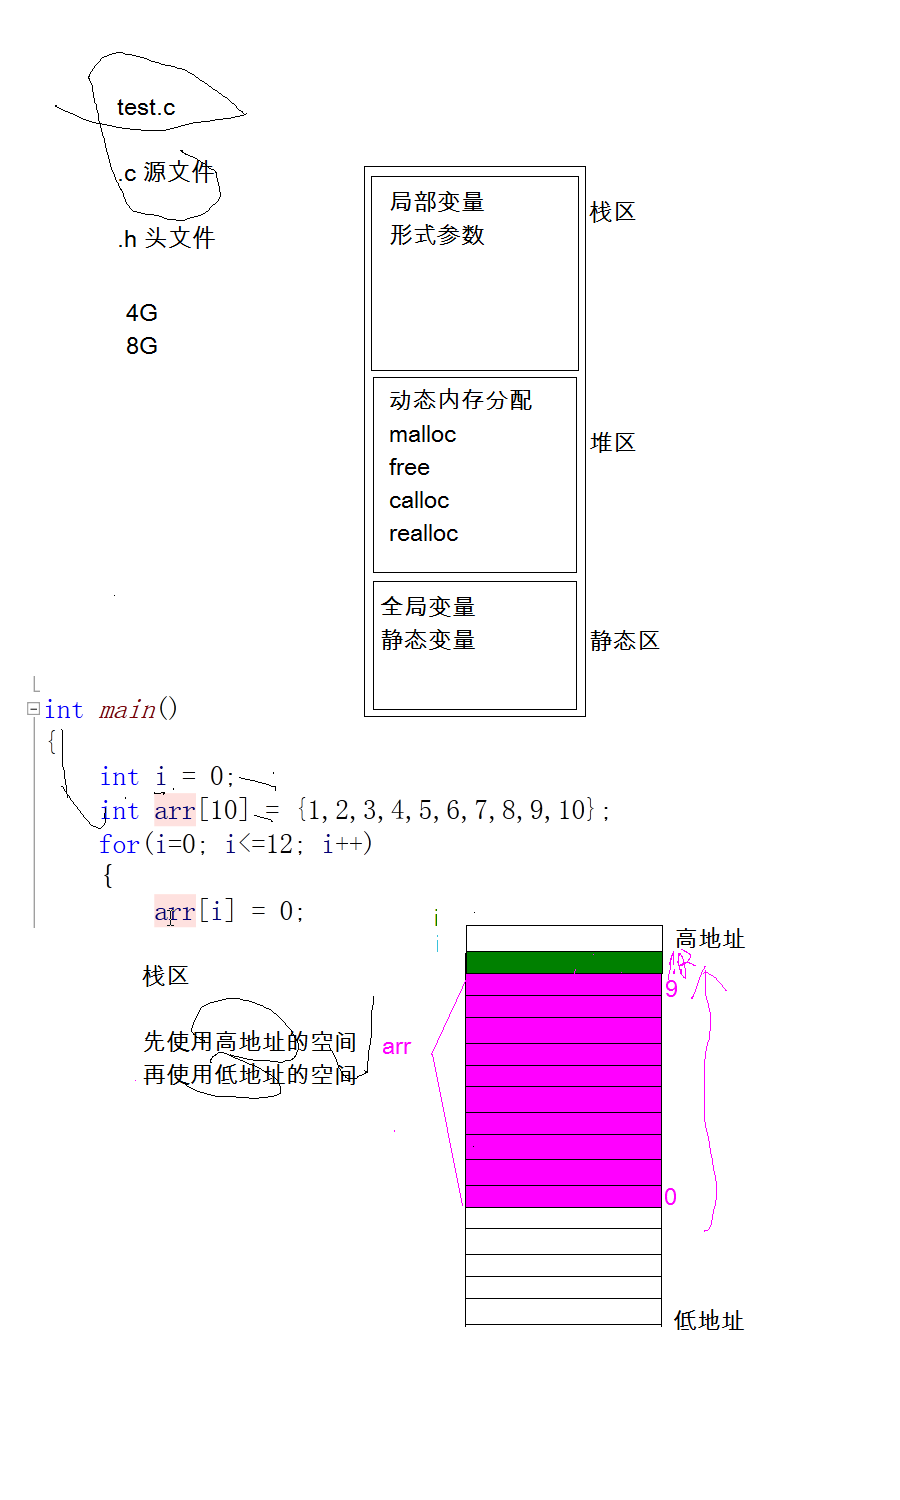 test.c
.c 源文件
.h 头文件
4G
8G
局部变量
形式参数
栈区
动态内存分配
malloc
free
calloc
realloc
堆区
全局变量
静态变量
静态区
int main()
{
int i = 0;
int arr[10] = {1,2,3,4,5,6,7,8,9,10};
for(i=0; i<=12; i++)
{
arr[i] = 0;
栈区
先使用高地址的空间
再使用低地址的空间
i
i
arr
高地址
9
0
低地址